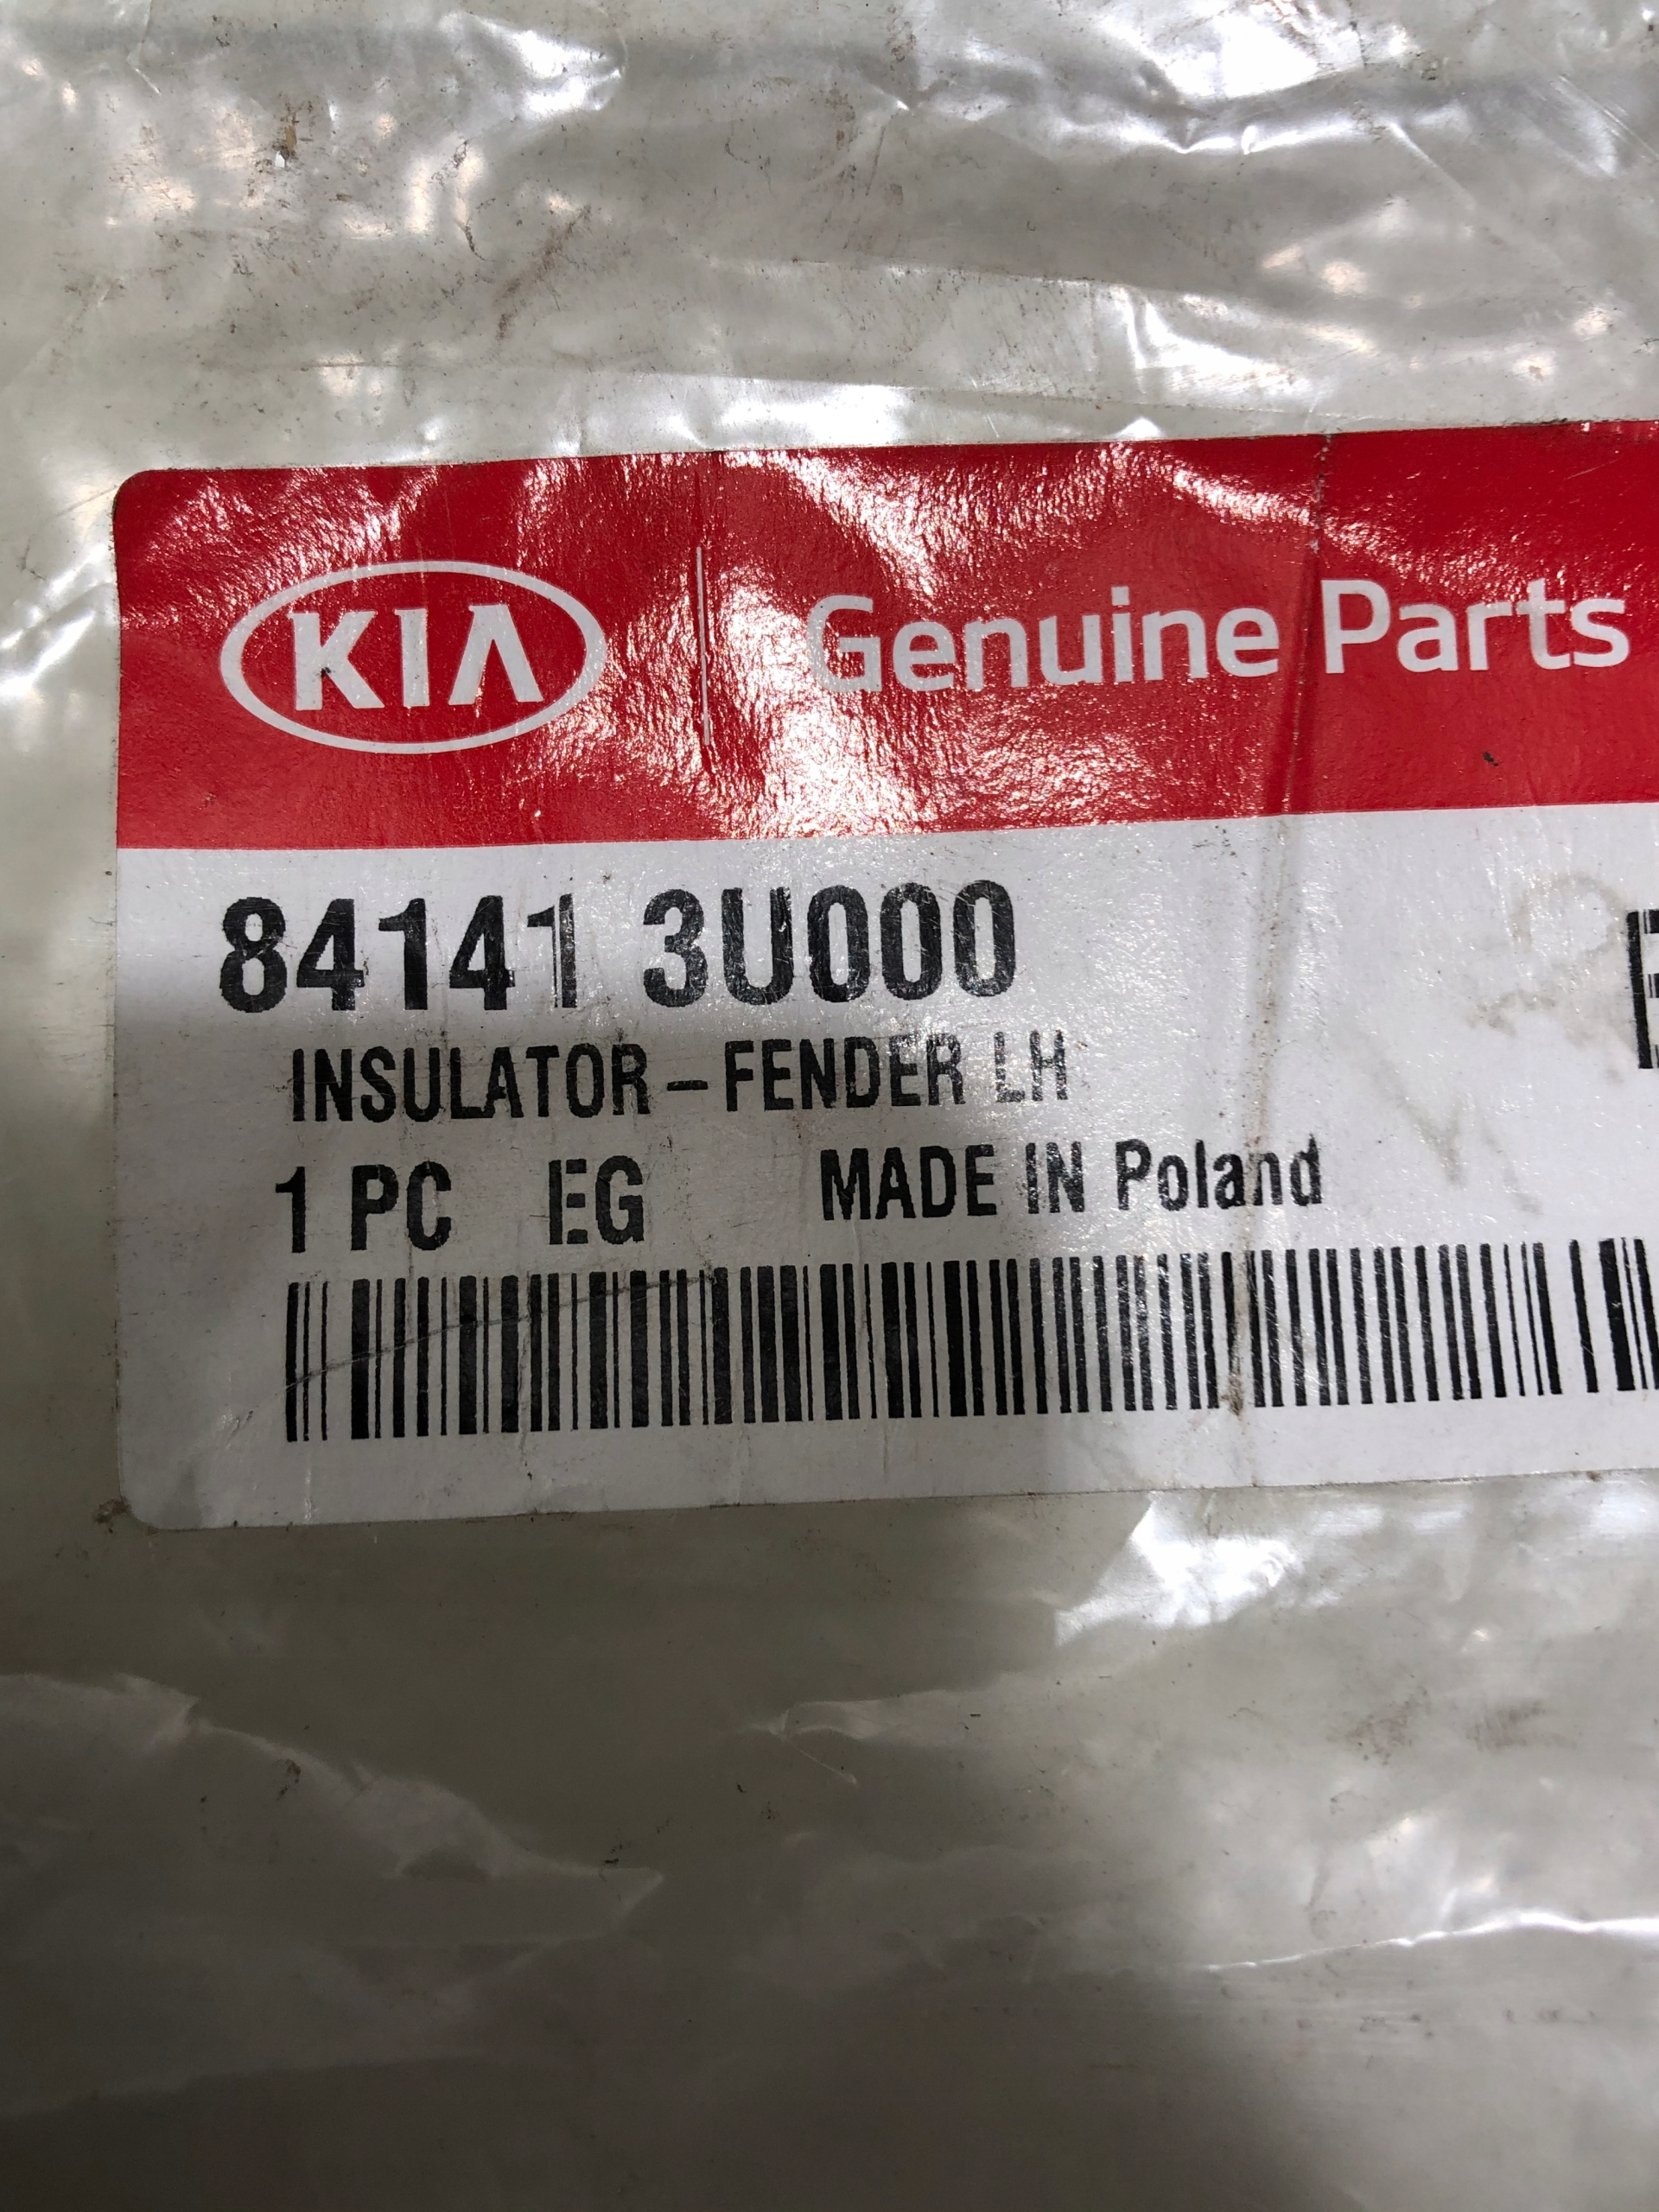 KIA Genuine Parts
84141 3U000
INSULATOR-FENDER LH
1 PC EG MADE IN Poland